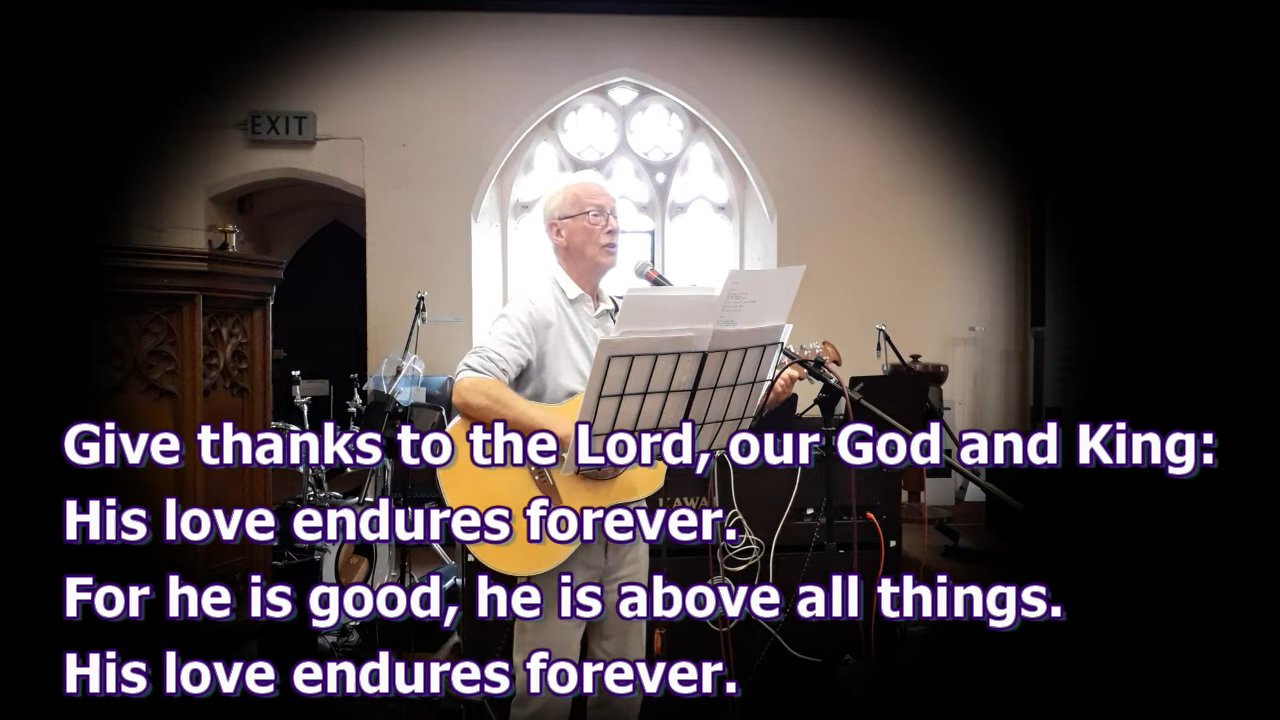 EXIT
Give thanks to the Lord, our God and King:
His love endures forever.
For he is good, he is above all things.
His love endures forever.